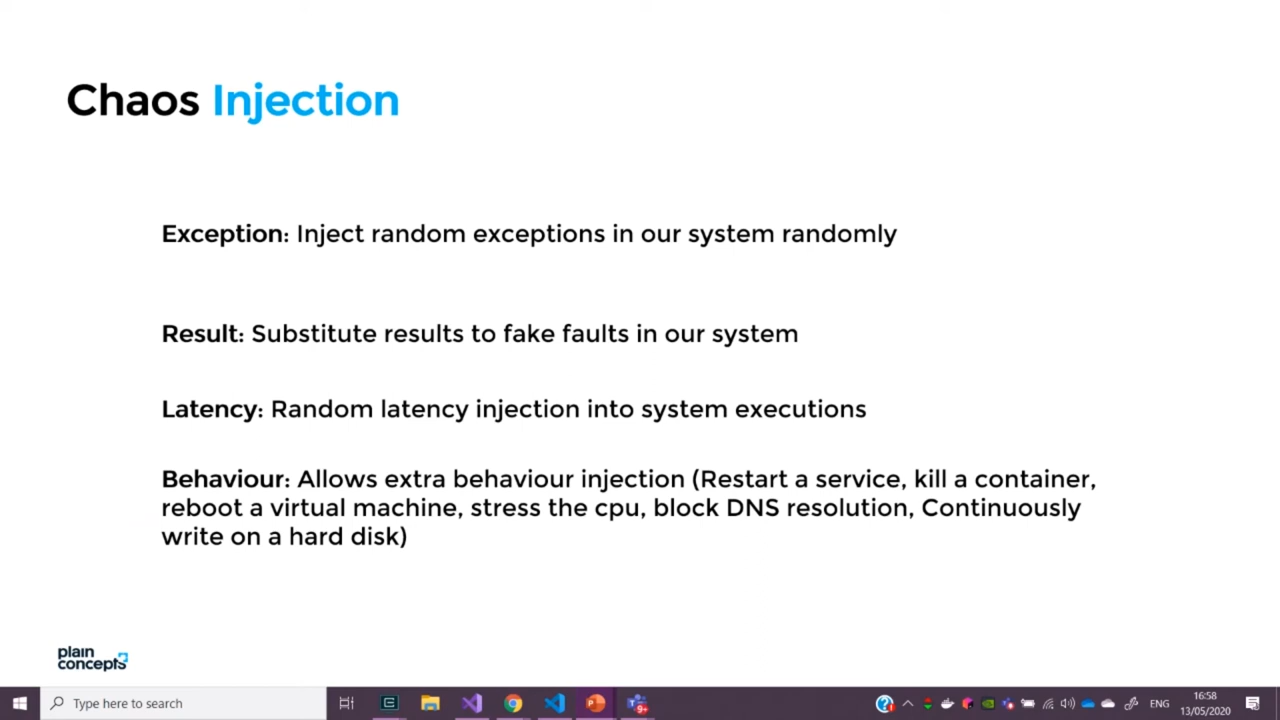 Chaos Injection
Exception: Inject random exceptions in our system randomly
Result: Substitute results to fake faults in our system
Latency: Random latency injection into system executions
Behaviour: Allows extra behaviour injection (Restart a service, kill a container,
reboot a virtual machine, stress the cpu, block DNS resolution, Continuously
write on a hard disk)
plain
concepts
Type here to search
9+
ENG
16:58
13/05/2020